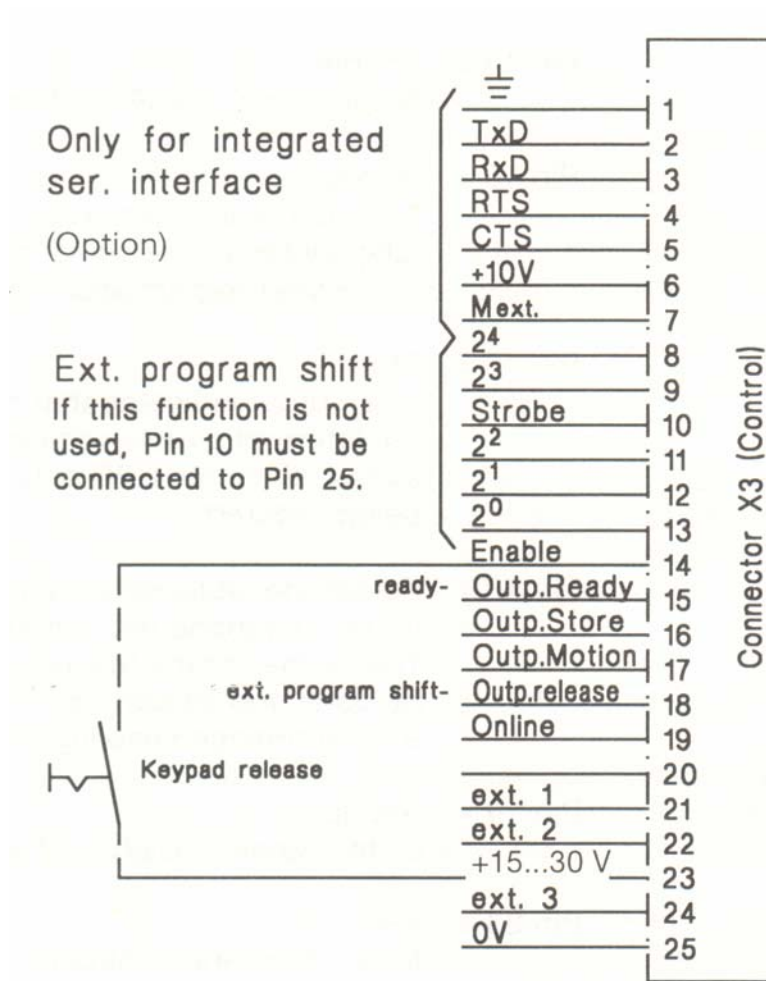 Only for integrated
ser. interface
(Option)
Ext. program shift
If this function is not
used, Pin 10 must be
connected to Pin 25.
1
TxD 2
RxD 3
RTS 4
CTS 5
+10V 6
Mext. 7
2⁴ 8
2³ 9
Strobe 10
2² 11
2¹ 12
2⁰ 13
Enable 14
ready- Outp.Ready 15
Outp.Store 16
Outp.Motion 17
ext. program shift- Outp.release 18
Online 19
Keypad release 20
ext. 1 21
ext. 2 22
+15...30 V 23
ext. 3 24
0V 25
Connector X3 (Control)